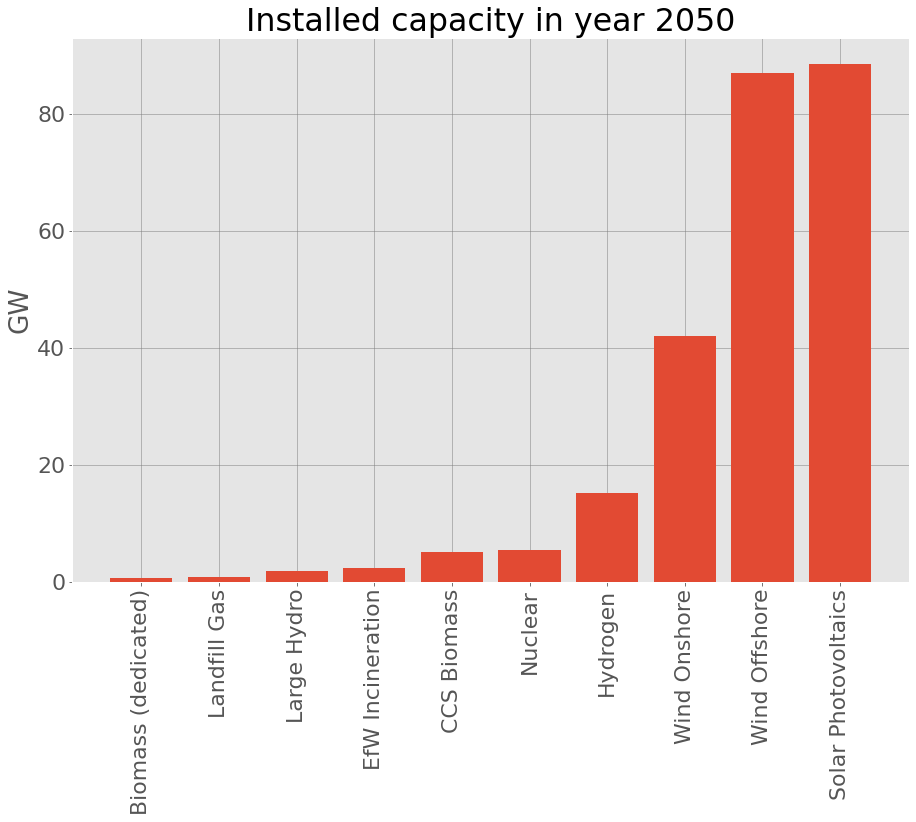 Installed capacity in year 2050
GW
80
60
40
20
0
Biomass (dedicated)
Landfill Gas
Large Hydro
EfW Incineration
CCS Biomass
Nuclear
Hydrogen
Wind Onshore
Wind Offshore
Solar Photovoltaics